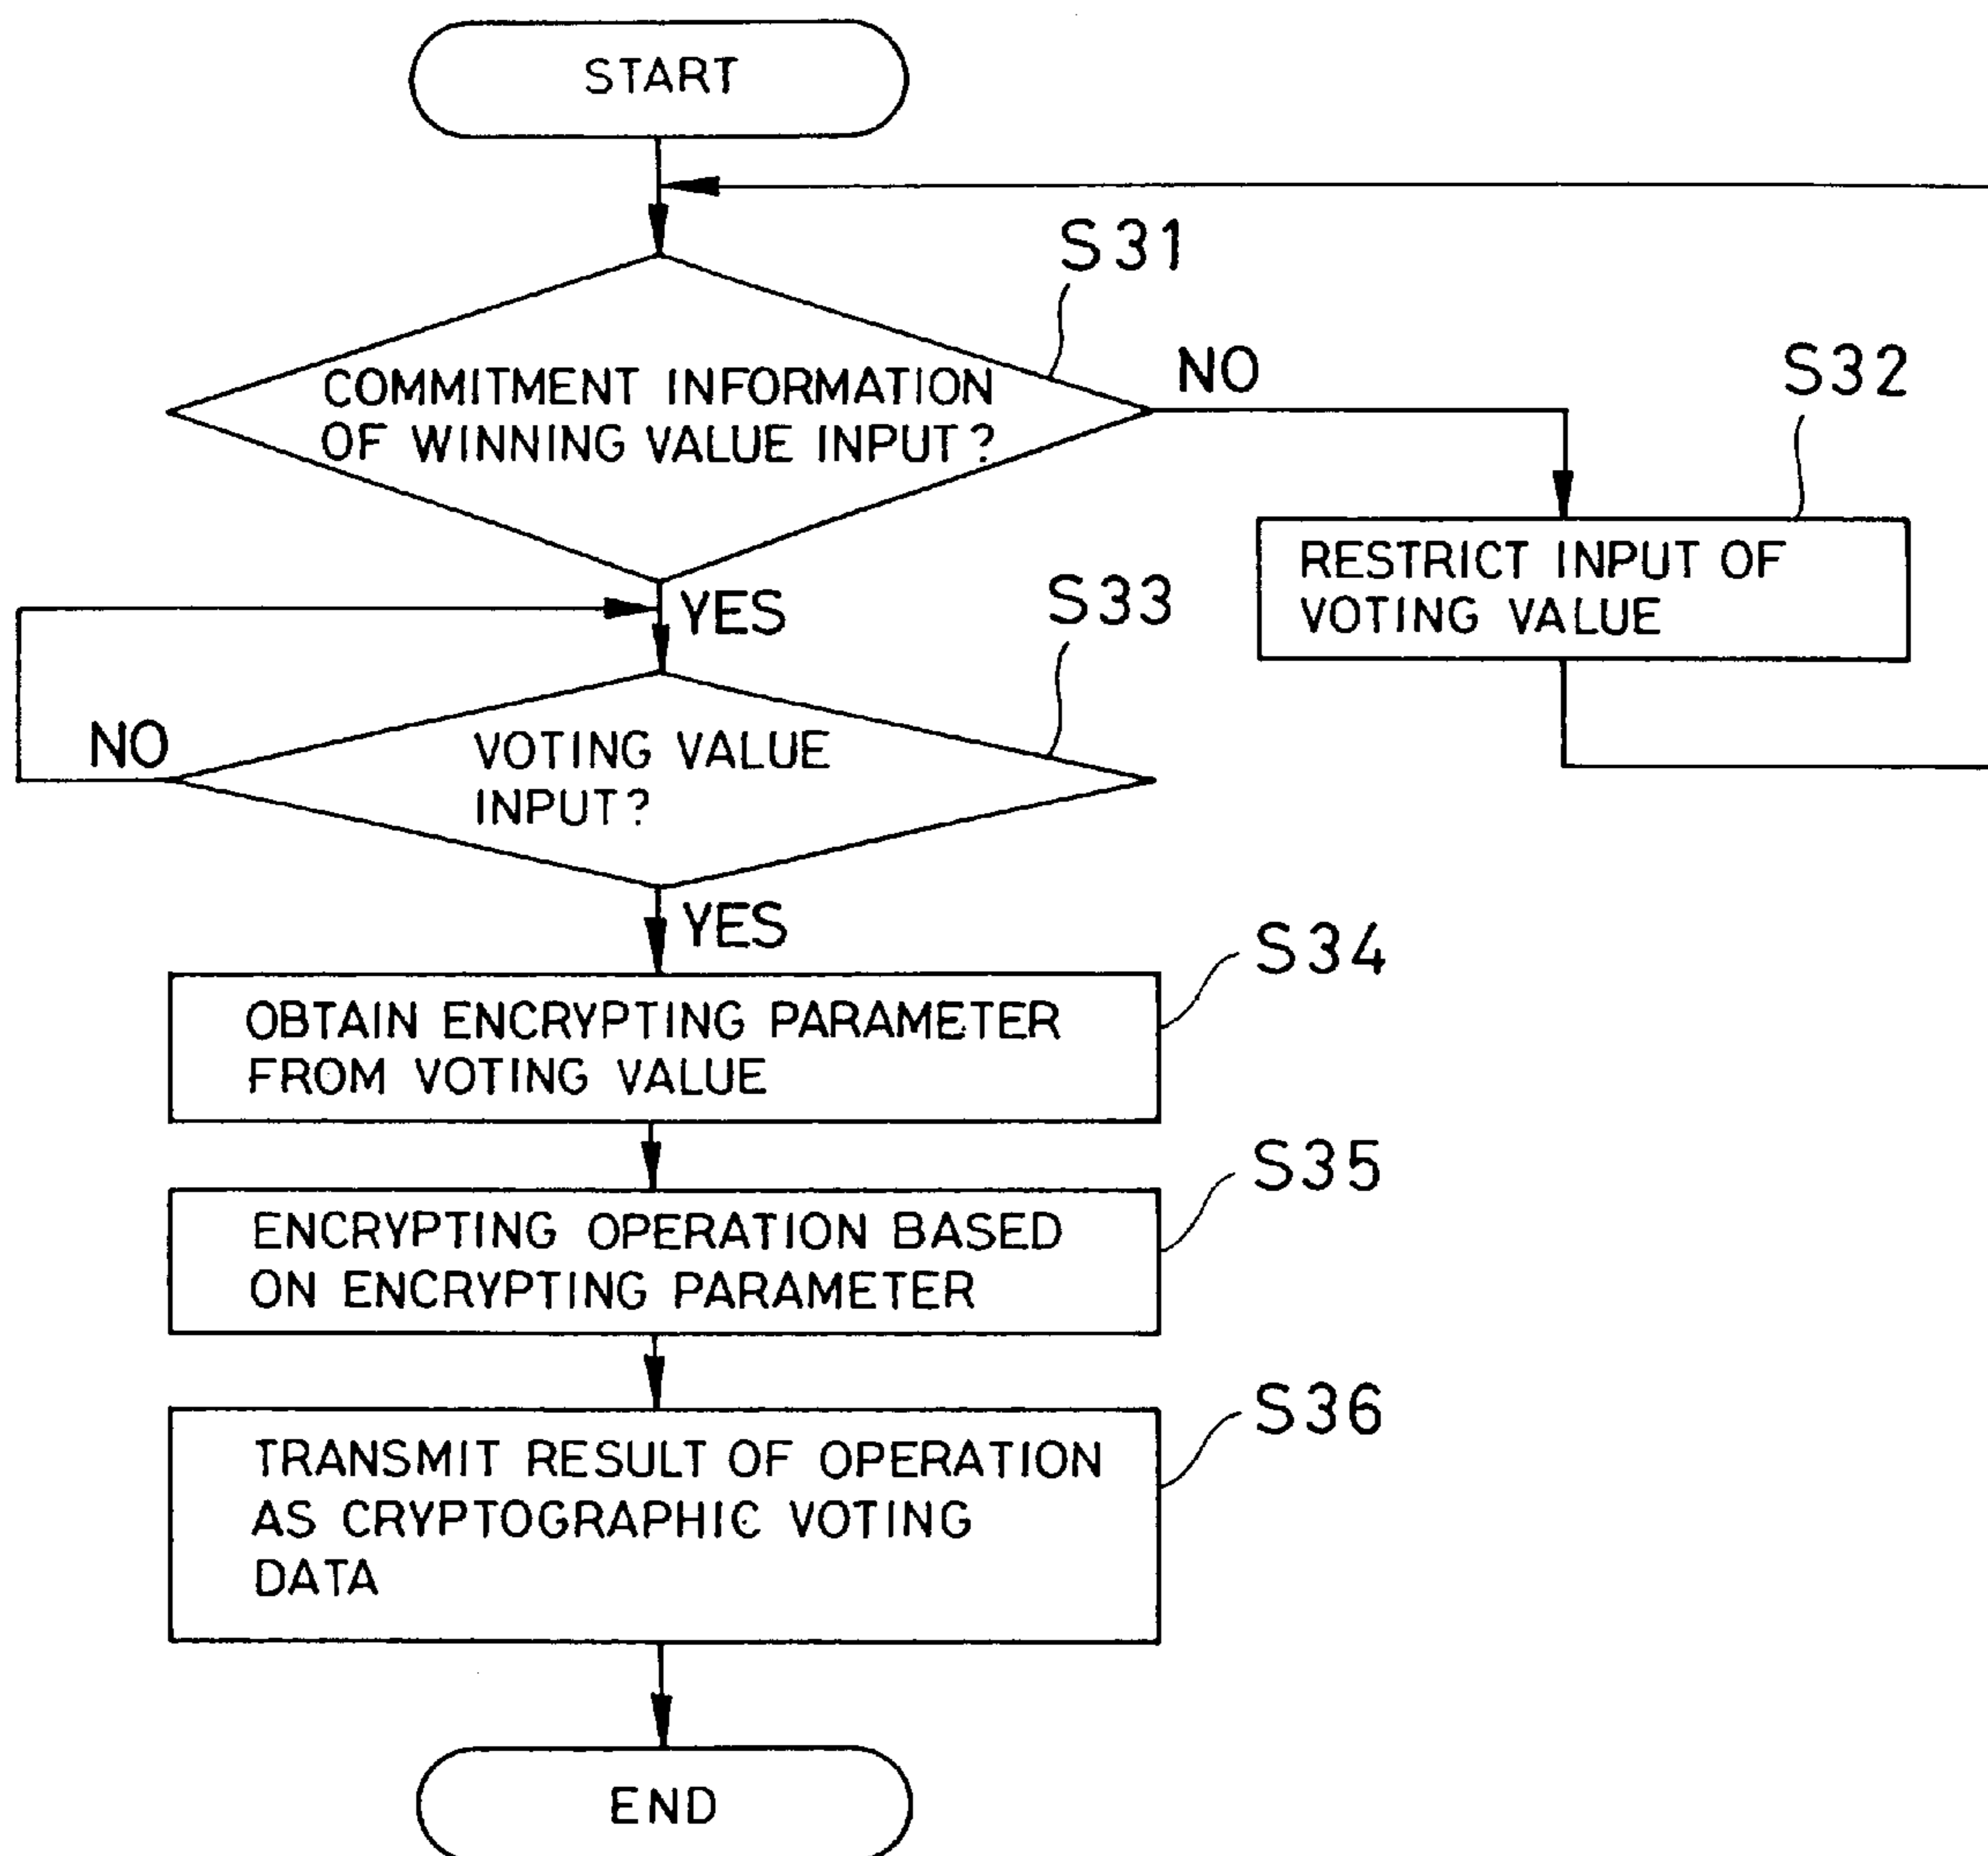 START
S31
COMMITMENT INFORMATION
OF WINNING VALUE INPUT?
NO
S32
RESTRICT INPUT OF
VOTING VALUE
YES
S33
NO
VOTING VALUE
INPUT?
YES
S34
OBTAIN ENCRYPTING PARAMETER
FROM VOTING VALUE
S35
ENCRYPTING OPERATION BASED
ON ENCRYPTING PARAMETER
S36
TRANSMIT RESULT OF OPERATION
AS CRYPTOGRAPHIC VOTING
DATA
END